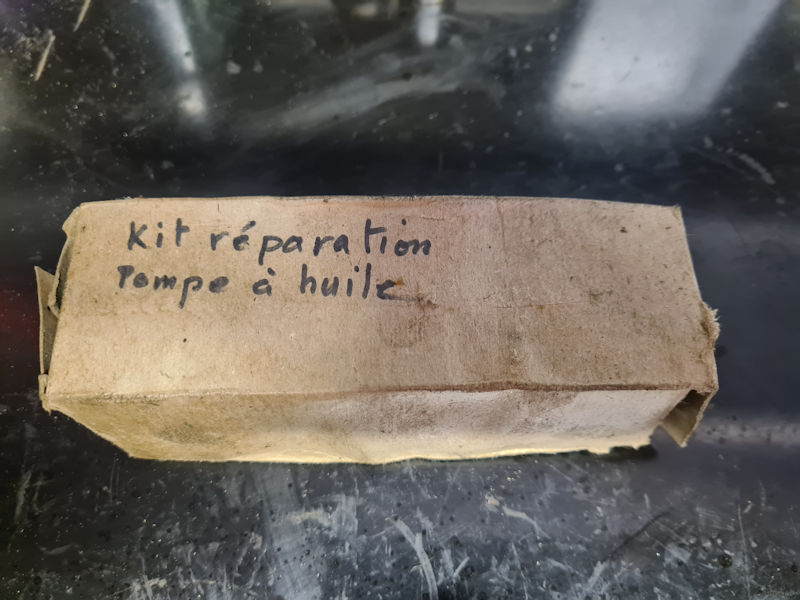 Kit réparation
Pompe à huile